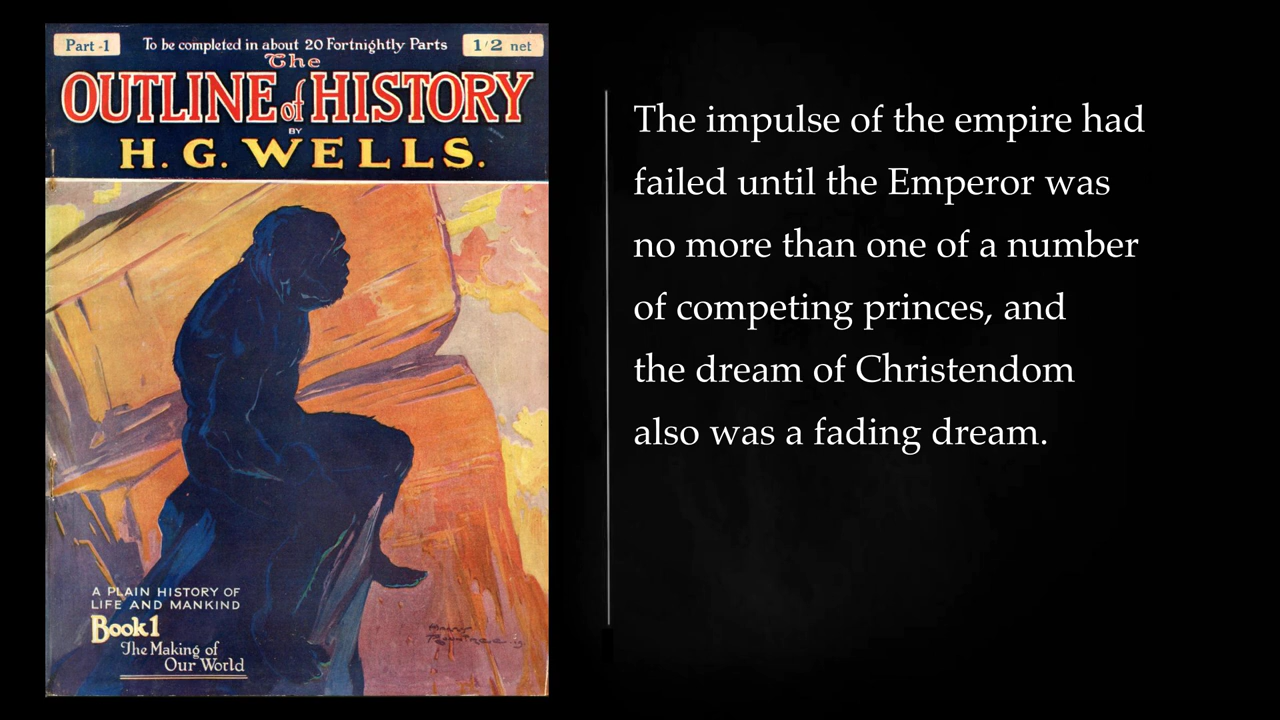 Part -1
To be completed in about 20 Fortnightly Parts
1/2 net
The
OUTLINE of HISTORY
BY
H. G. WELLS.
A PLAIN HISTORY OF
LIFE AND MANKIND
Book 1
The Making of
Our World
The impulse of the empire had
failed until the Emperor was
no more than one of a number
of competing princes, and
the dream of Christendom
also was a fading dream.